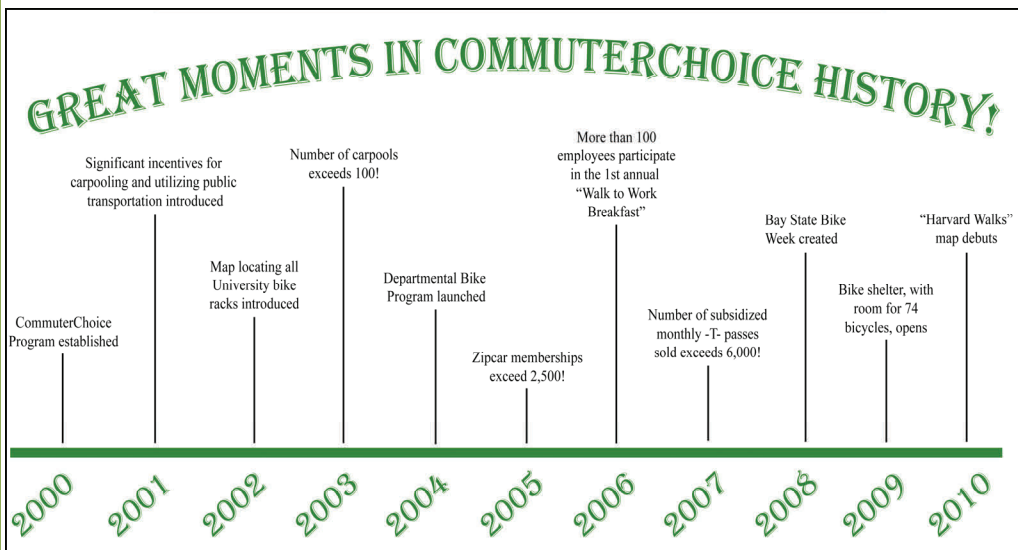 GREAT MOMENTS IN COMMUTERCHOICE HISTORY!
CommuterChoice
Program established
Significant incentives for
carpooling and utilizing public
transportation introduced
Map locating all
University bike
racks introduced
Number of carpools
exceeds 100!
Departmental Bike
Program launched
Zipcar memberships
exceed 2,500!
More than 100
employees participate
in the 1st annual
“Walk to Work
Breakfast”
Number of subsidized
monthly -T- passes
sold exceeds 6,000!
Bay State Bike
Week created
Bike shelter, with
room for 74
bicycles, opens
“Harvard Walks”
map debuts
2000
2001
2002
2003
2004
2005
2006
2007
2008
2009
2010